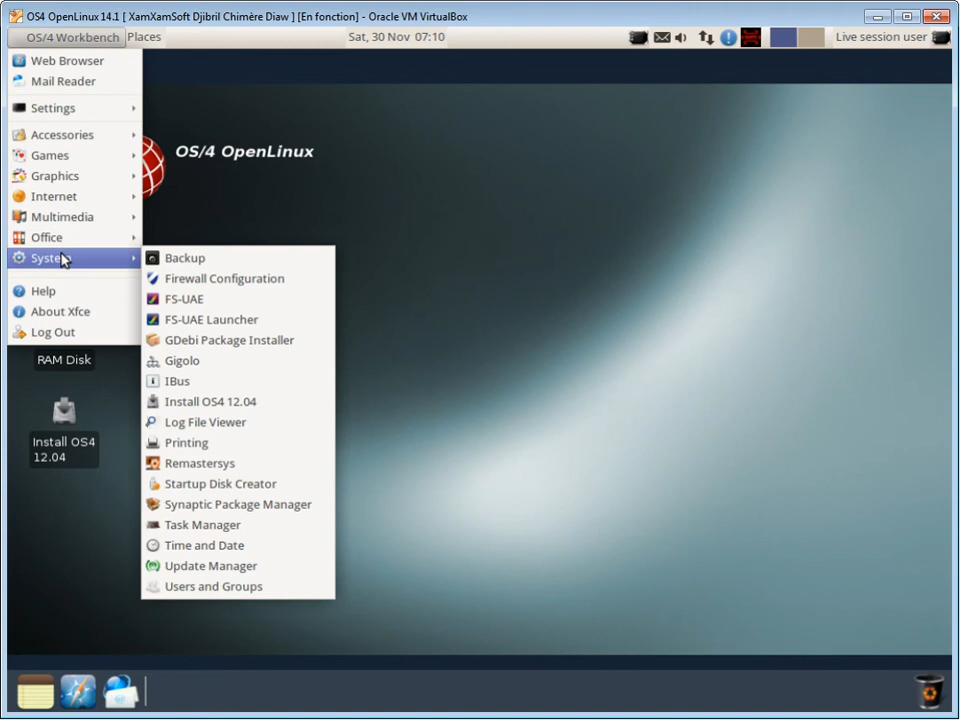 OS4 OpenLinux 14.1 [ XamXamSoft Djibril Chimère Diaw ] [En fonction] - Oracle VM VirtualBox
OS/4 Workbench Places Sat, 30 Nov 07:10 Live session user
Web Browser
Mail Reader
Settings
Accessories
Games
Graphics
Internet
Multimedia
Office
System
Help
About Xfce
Log Out
OS/4 OpenLinux
Backup
Firewall Configuration
FS-UAE
FS-UAE Launcher
GDebi Package Installer
Gigolo
IBus
Install OS4 12.04
Log File Viewer
Printing
Remastersys
Startup Disk Creator
Synaptic Package Manager
Task Manager
Time and Date
Update Manager
Users and Groups
RAM Disk
Install OS4
12.04